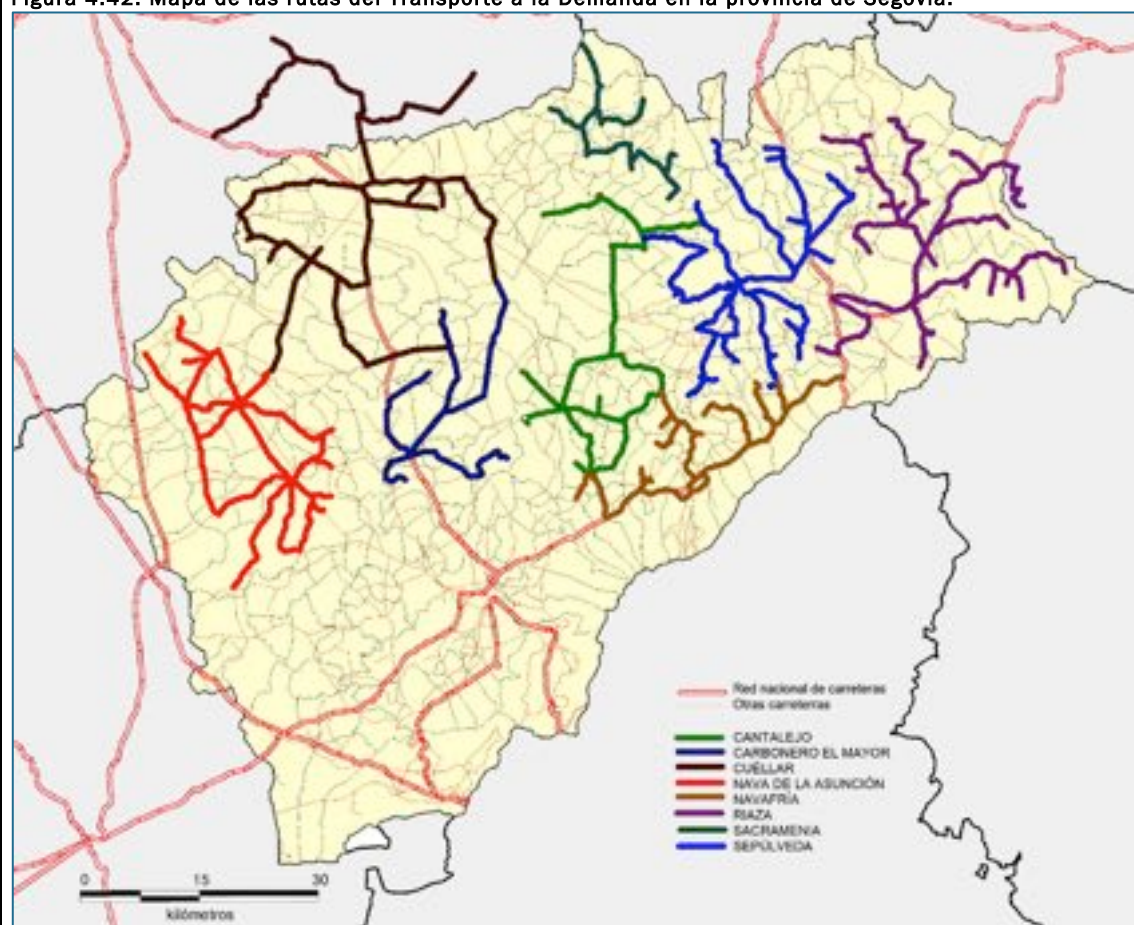 Figura 4.42. Mapa de las rutas del Transporte a la Demanda en la provincia de Segovia.
Red nacional de carreteras
Otras carreterras
CANTALEJO
CARBONERO EL MAYOR
CUÉLLAR
NAVA DE LA ASUNCIÓN
NAVAFRÍA
RIAZA
SACRAMENIA
SEPÚLVEDA
0 15 30
kilómetros